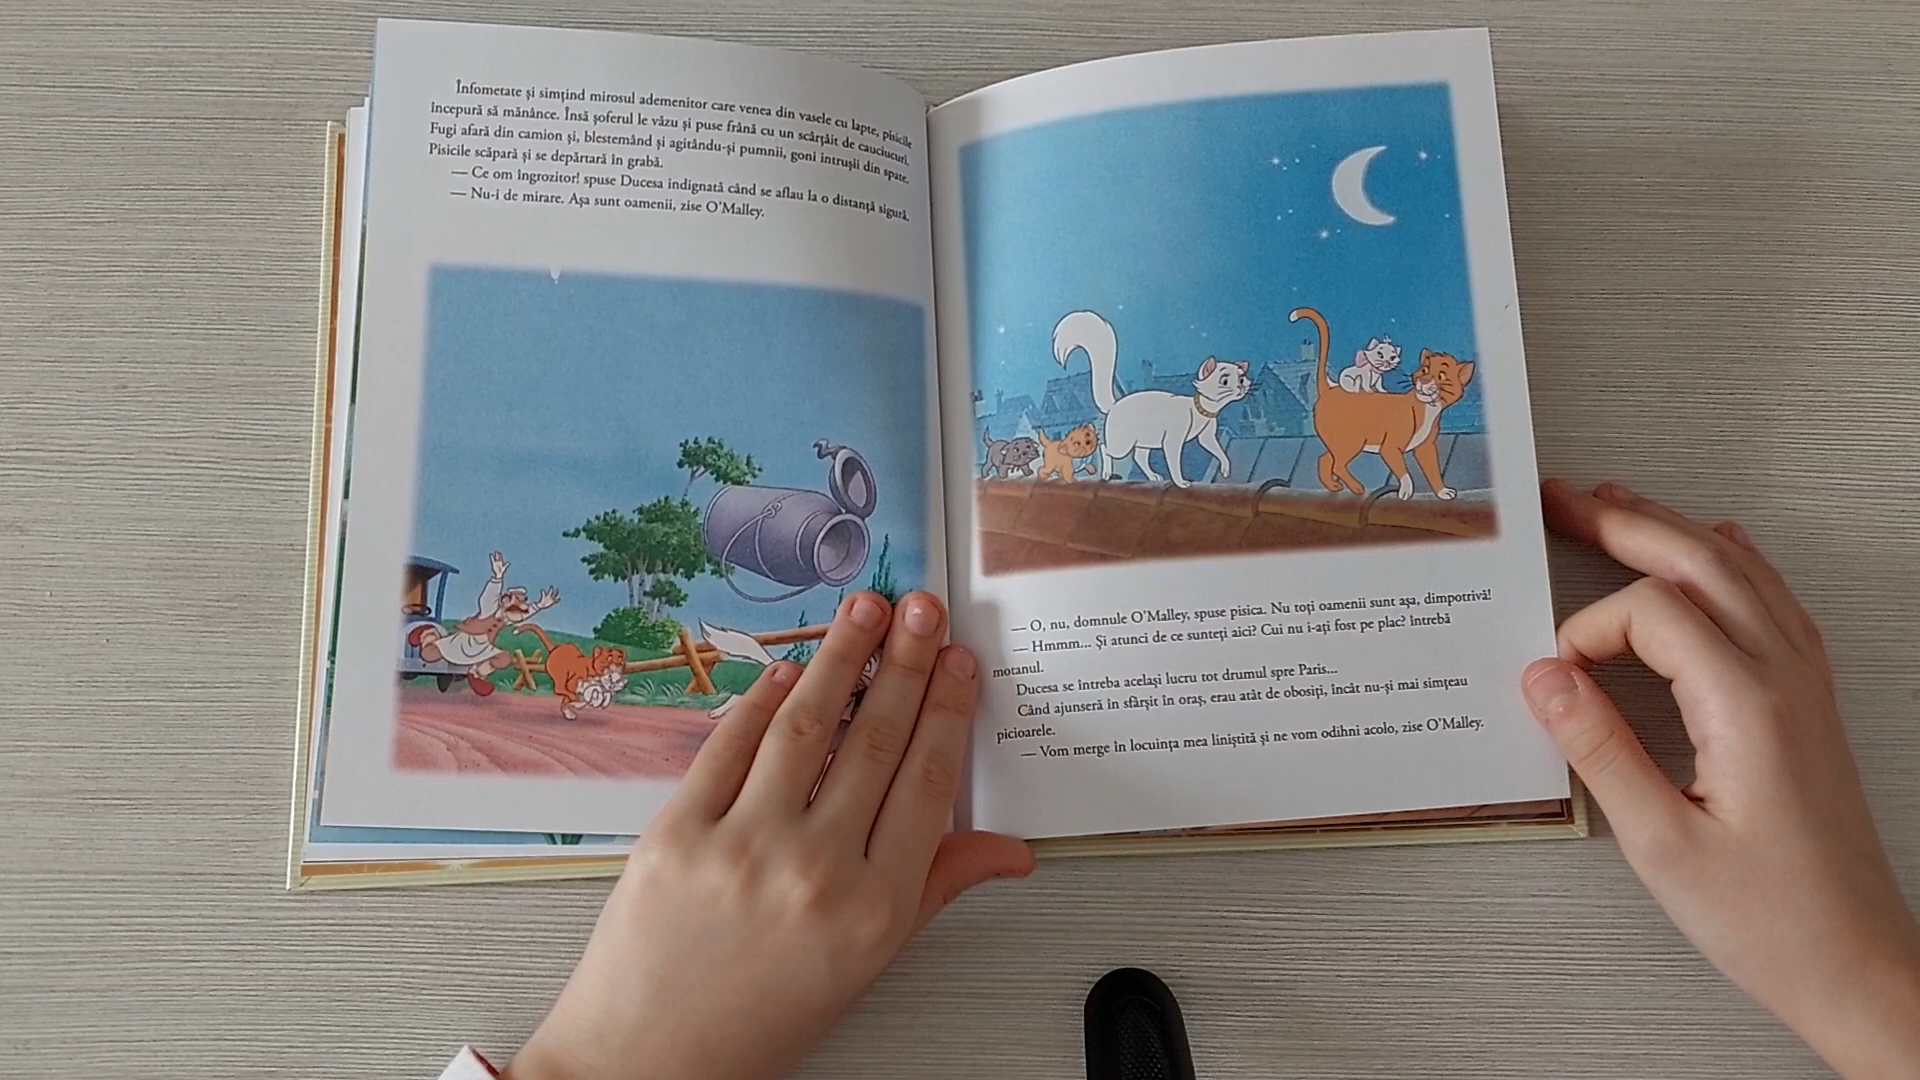 Înfometate și simțind mirosul ademenitor care venea din vasele cu lapte, pisicile
începură să mănânce. Însă șoferul le văzu și puse frână cu un scârțâit de cauciucuri.
Fugi afară din camion și, blestemând și agitându-și pumnii, goni intrușii din spate.
Pisicile scăpară și se depărtară în grabă.
— Ce om îngrozitor! spuse Ducesa indignată când se aflau la o distanță sigură.
— Nu-i de mirare. Așa sunt oamenii, zise O'Malley.
— O, nu, domnule O'Malley, spuse pisica. Nu toți oamenii sunt așa, dimpotrivă!
— Hmmm... Și atunci de ce sunteți aici? Cui nu i-ați fost pe plac? întrebă
motanul.
Ducesa se întreba același lucru tot drumul spre Paris...
Când ajunseră în sfârșit în oraș, erau atât de obosiți, încât nu-și mai simțeau
picioarele.
— Vom merge în locuința mea liniștită și ne vom odihni acolo, zise O'Malley.